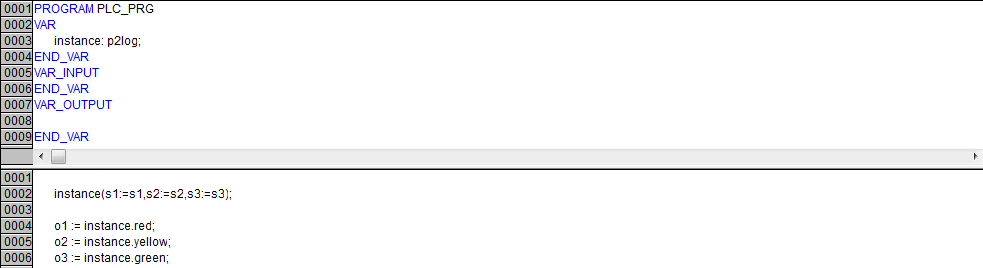 0001 PROGRAM PLC_PRG
0002 VAR
0003 instance: p2log;
0004 END_VAR
0005 VAR_INPUT
0006 END_VAR
0007 VAR_OUTPUT
0008
0009 END_VAR
0001
0002 instance(s1:=s1,s2:=s2,s3:=s3);
0003
0004 o1 := instance.red;
0005 o2 := instance.yellow;
0006 o3 := instance.green;